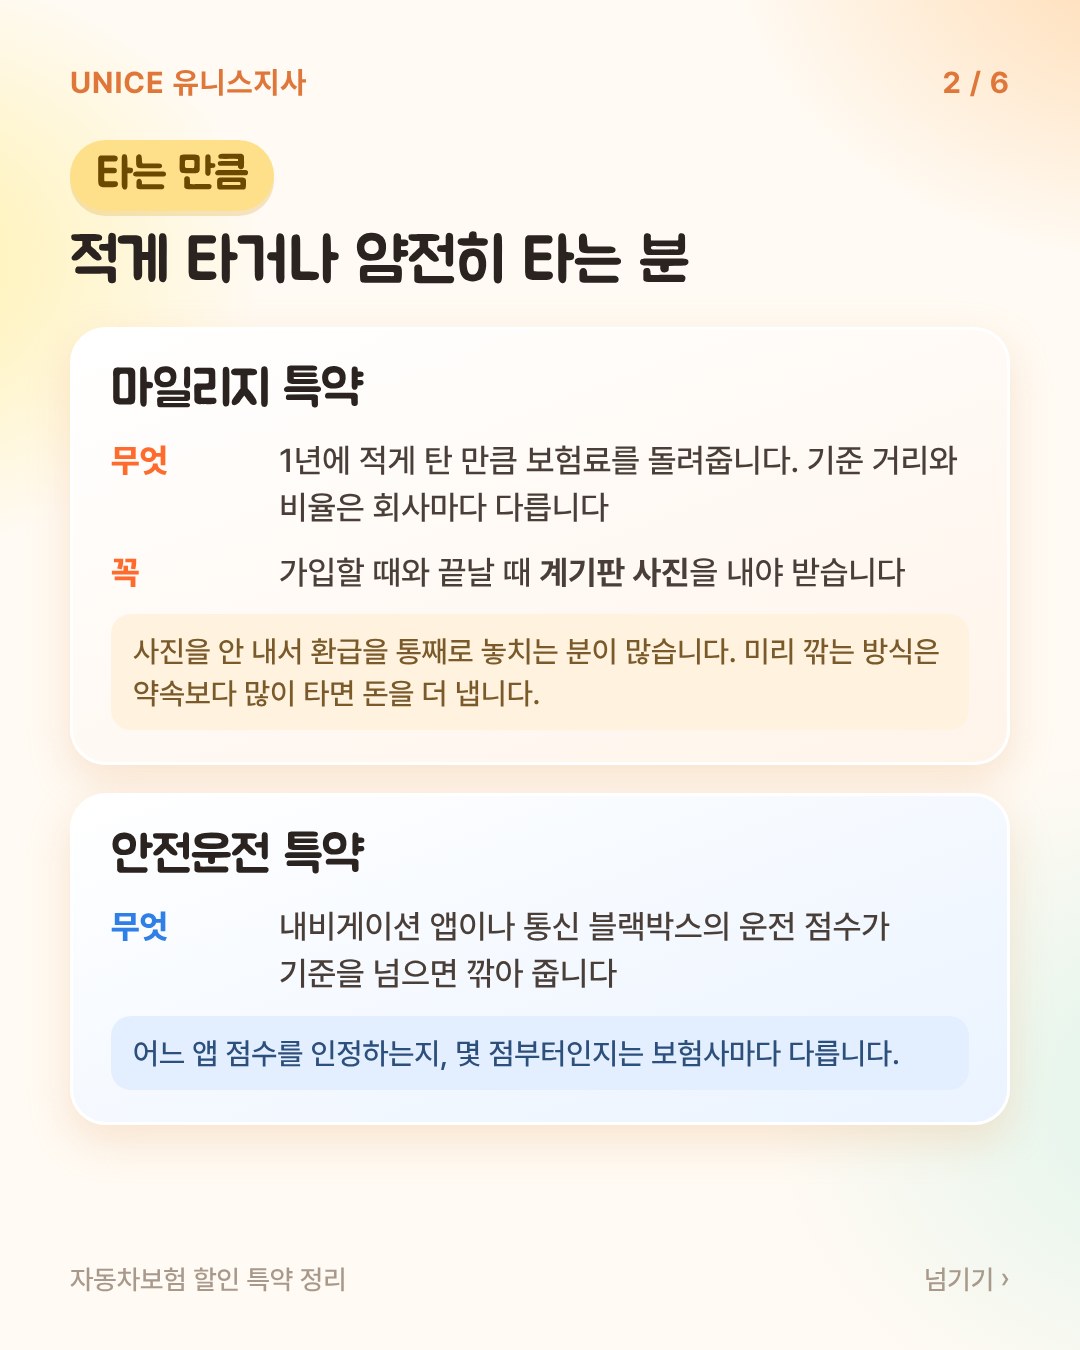 UNICE 유니스지사
2 / 6
타는 만큼
적게 타거나 얌전히 타는 분
마일리지 특약
무엇
1년에 적게 탄 만큼 보험료를 돌려줍니다. 기준 거리와
비율은 회사마다 다릅니다
꼭
가입할 때와 끝날 때 계기판 사진을 내야 받습니다
사진을 안 내서 환급을 통째로 놓치는 분이 많습니다. 미리 깎는 방식은
약속보다 많이 타면 돈을 더 냅니다.
안전운전 특약
무엇
내비게이션 앱이나 통신 블랙박스의 운전 점수가
기준을 넘으면 깎아 줍니다
어느 앱 점수를 인정하는지, 몇 점부터인지는 보험사마다 다릅니다.
자동차보험 할인 특약 정리
넘기기 ›